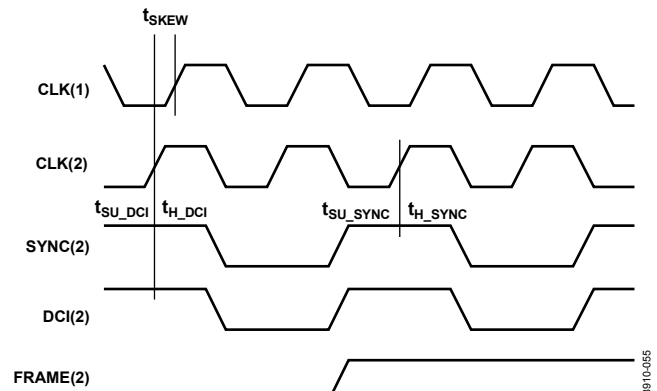 tSKEW
CLK(1)
CLK(2)
tSU_DCI tH_DCI tSU_SYNC tH_SYNC
SYNC(2)
DCI(2)
FRAME(2)